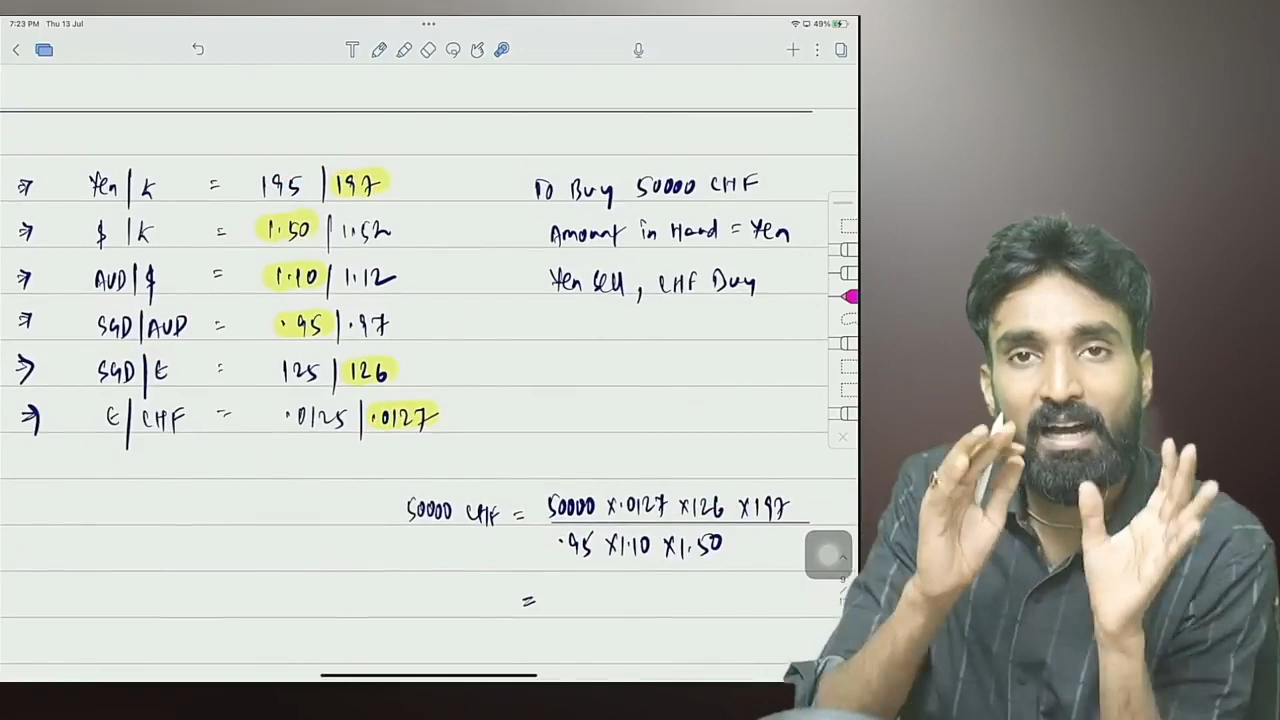 7:23 PM Thu 13 Jul
49%
T
⇒ Yen | £ = 195 | 197
⇒ $ | £ = 1.50 | 1.52
⇒ AUD | $ = 1.10 | 1.12
⇒ SGD | AUD = .95 | .97
⇒ SGD | € = 125 | 126
⇒ € | CHF = .0125 | .0127
To Buy 50000 CHF
Amount in Hand = Yen
Yen Sell, CHF Buy
50000 CHF = 50000 x .0127 x 126 x 197
.95 x 1.10 x 1.50
=
9